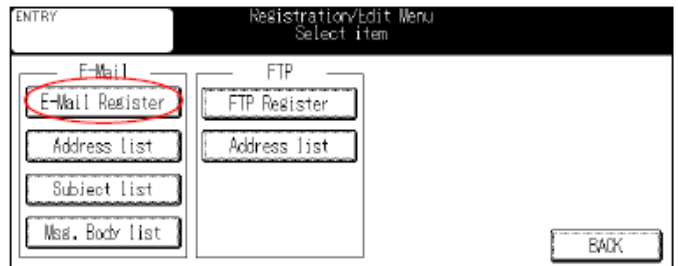 ENTRY
Registration/Edit Menu
Select item
E-Mail
E-Mail Register
Address list
Subject list
Msg. Body list
FTP
FTP Register
Address list
BACK